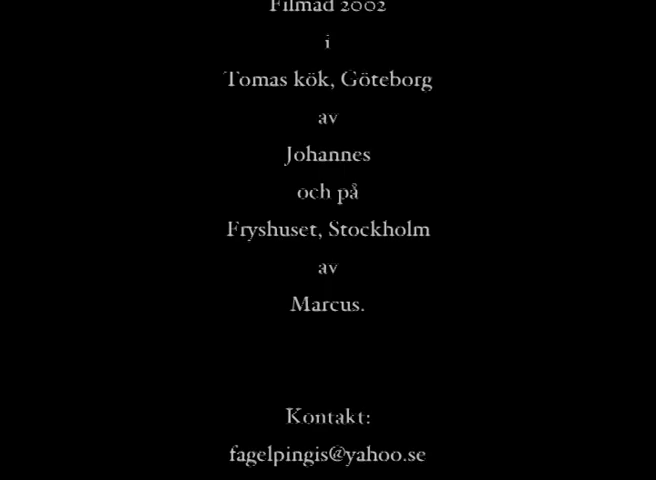 Filmad 2002
i
Tomas kök, Göteborg
av
Johannes
och på
Fryshuset, Stockholm
av
Marcus.
Kontakt:
fagelpingis@yahoo.se